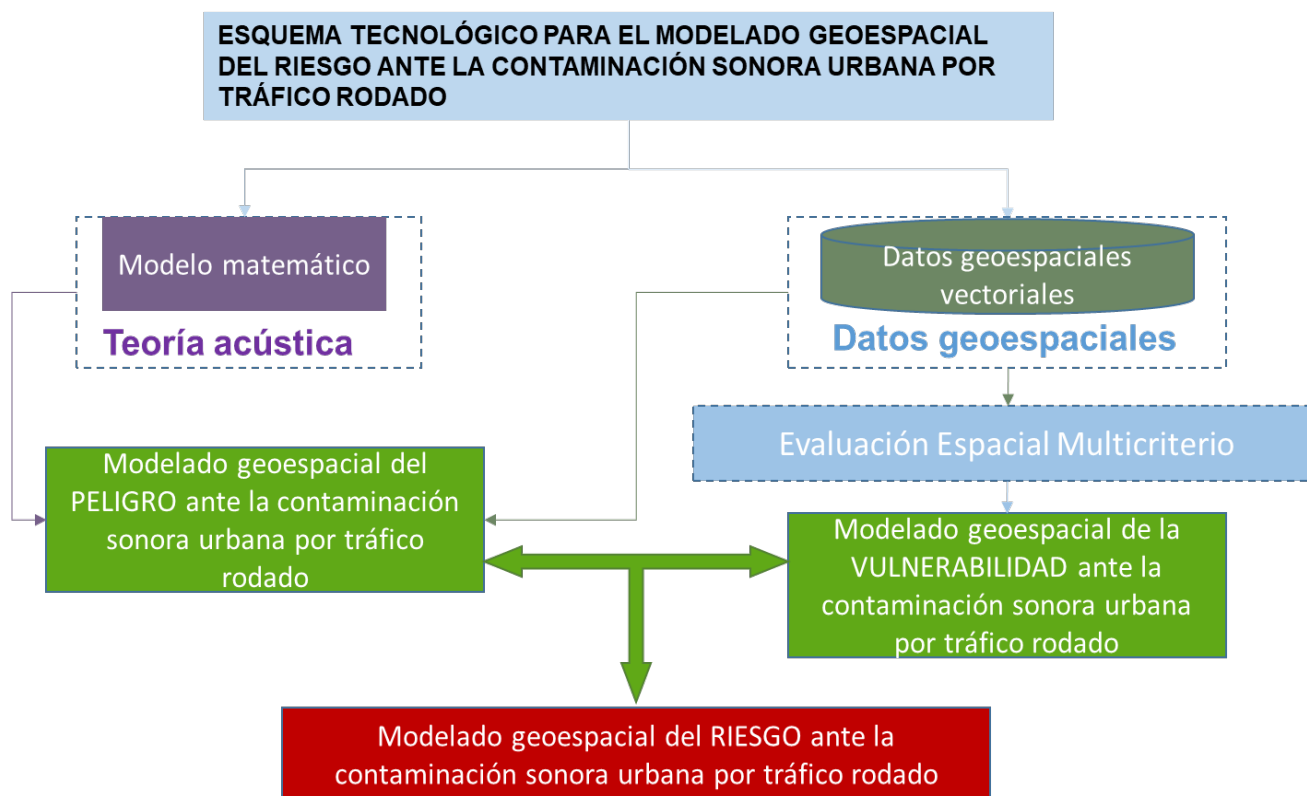 ESQUEMA TECNOLÓGICO PARA EL MODELADO GEOESPACIAL
DEL RIESGO ANTE LA CONTAMINACIÓN SONORA URBANA POR
TRÁFICO RODADO
Modelo matemático
Teoría acústica
Datos geoespaciales
vectoriales
Datos geoespaciales
Evaluación Espacial Multicriterio
Modelado geoespacial del
PELIGRO ante la contaminación
sonora urbana por tráfico
rodado
Modelado geoespacial de la
VULNERABILIDAD ante la
contaminación sonora urbana
por tráfico rodado
Modelado geoespacial del RIESGO ante la
contaminación sonora urbana por tráfico rodado